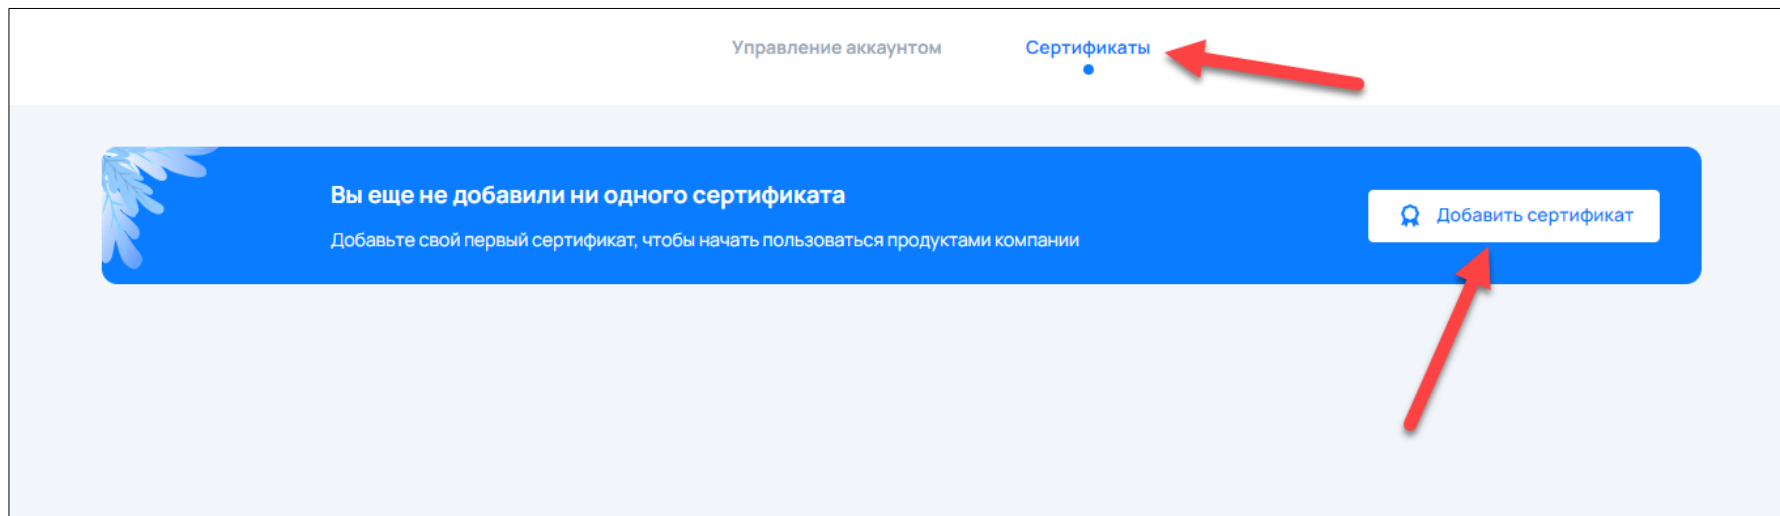 Управление аккаунтом
Сертификаты
Вы еще не добавили ни одного сертификата
Добавьте свой первый сертификат, чтобы начать пользоваться продуктами компании
Добавить сертификат